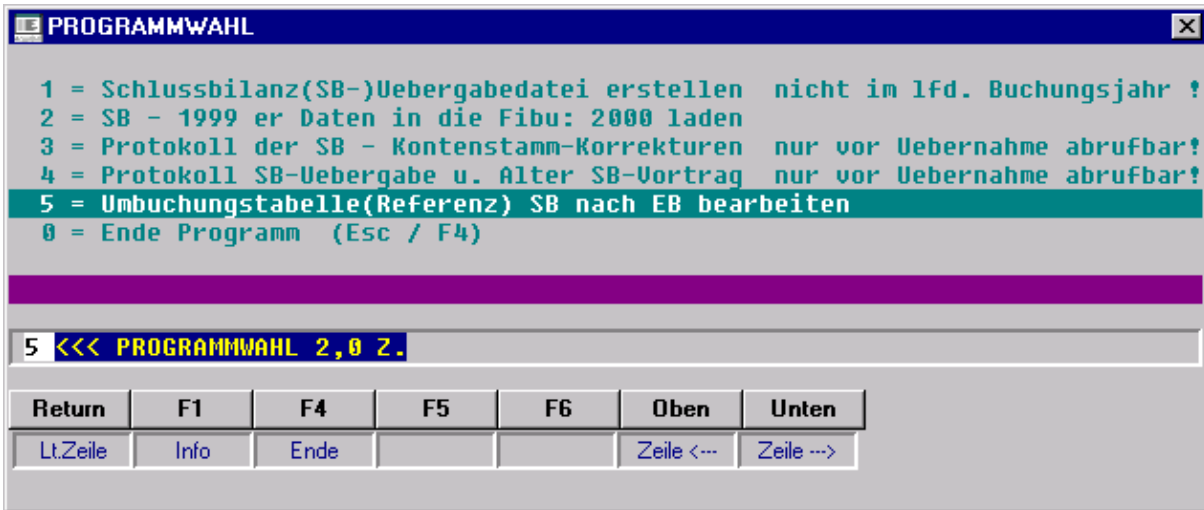 PROGRAMMWAHL
1 = Schlussbilanz(SB-)Uebergabedatei erstellen nicht im lfd. Buchungsjahr !
2 = SB - 1999 er Daten in die Fibu: 2000 laden
3 = Protokoll der SB - Kontenstamm-Korrekturen nur vor Uebernahme abrufbar!
4 = Protokoll SB-Uebergabe u. Alter SB-Vortrag nur vor Uebernahme abrufbar!
5 = Umbuchungstabelle(Referenz) SB nach EB bearbeiten
0 = Ende Programm (Esc / F4)
5 <<< PROGRAMMWAHL 2,0 Z.
Return F1 F4 F5 F6 Oben Unten
Lt.Zeile Info Ende Zeile <--- Zeile --->